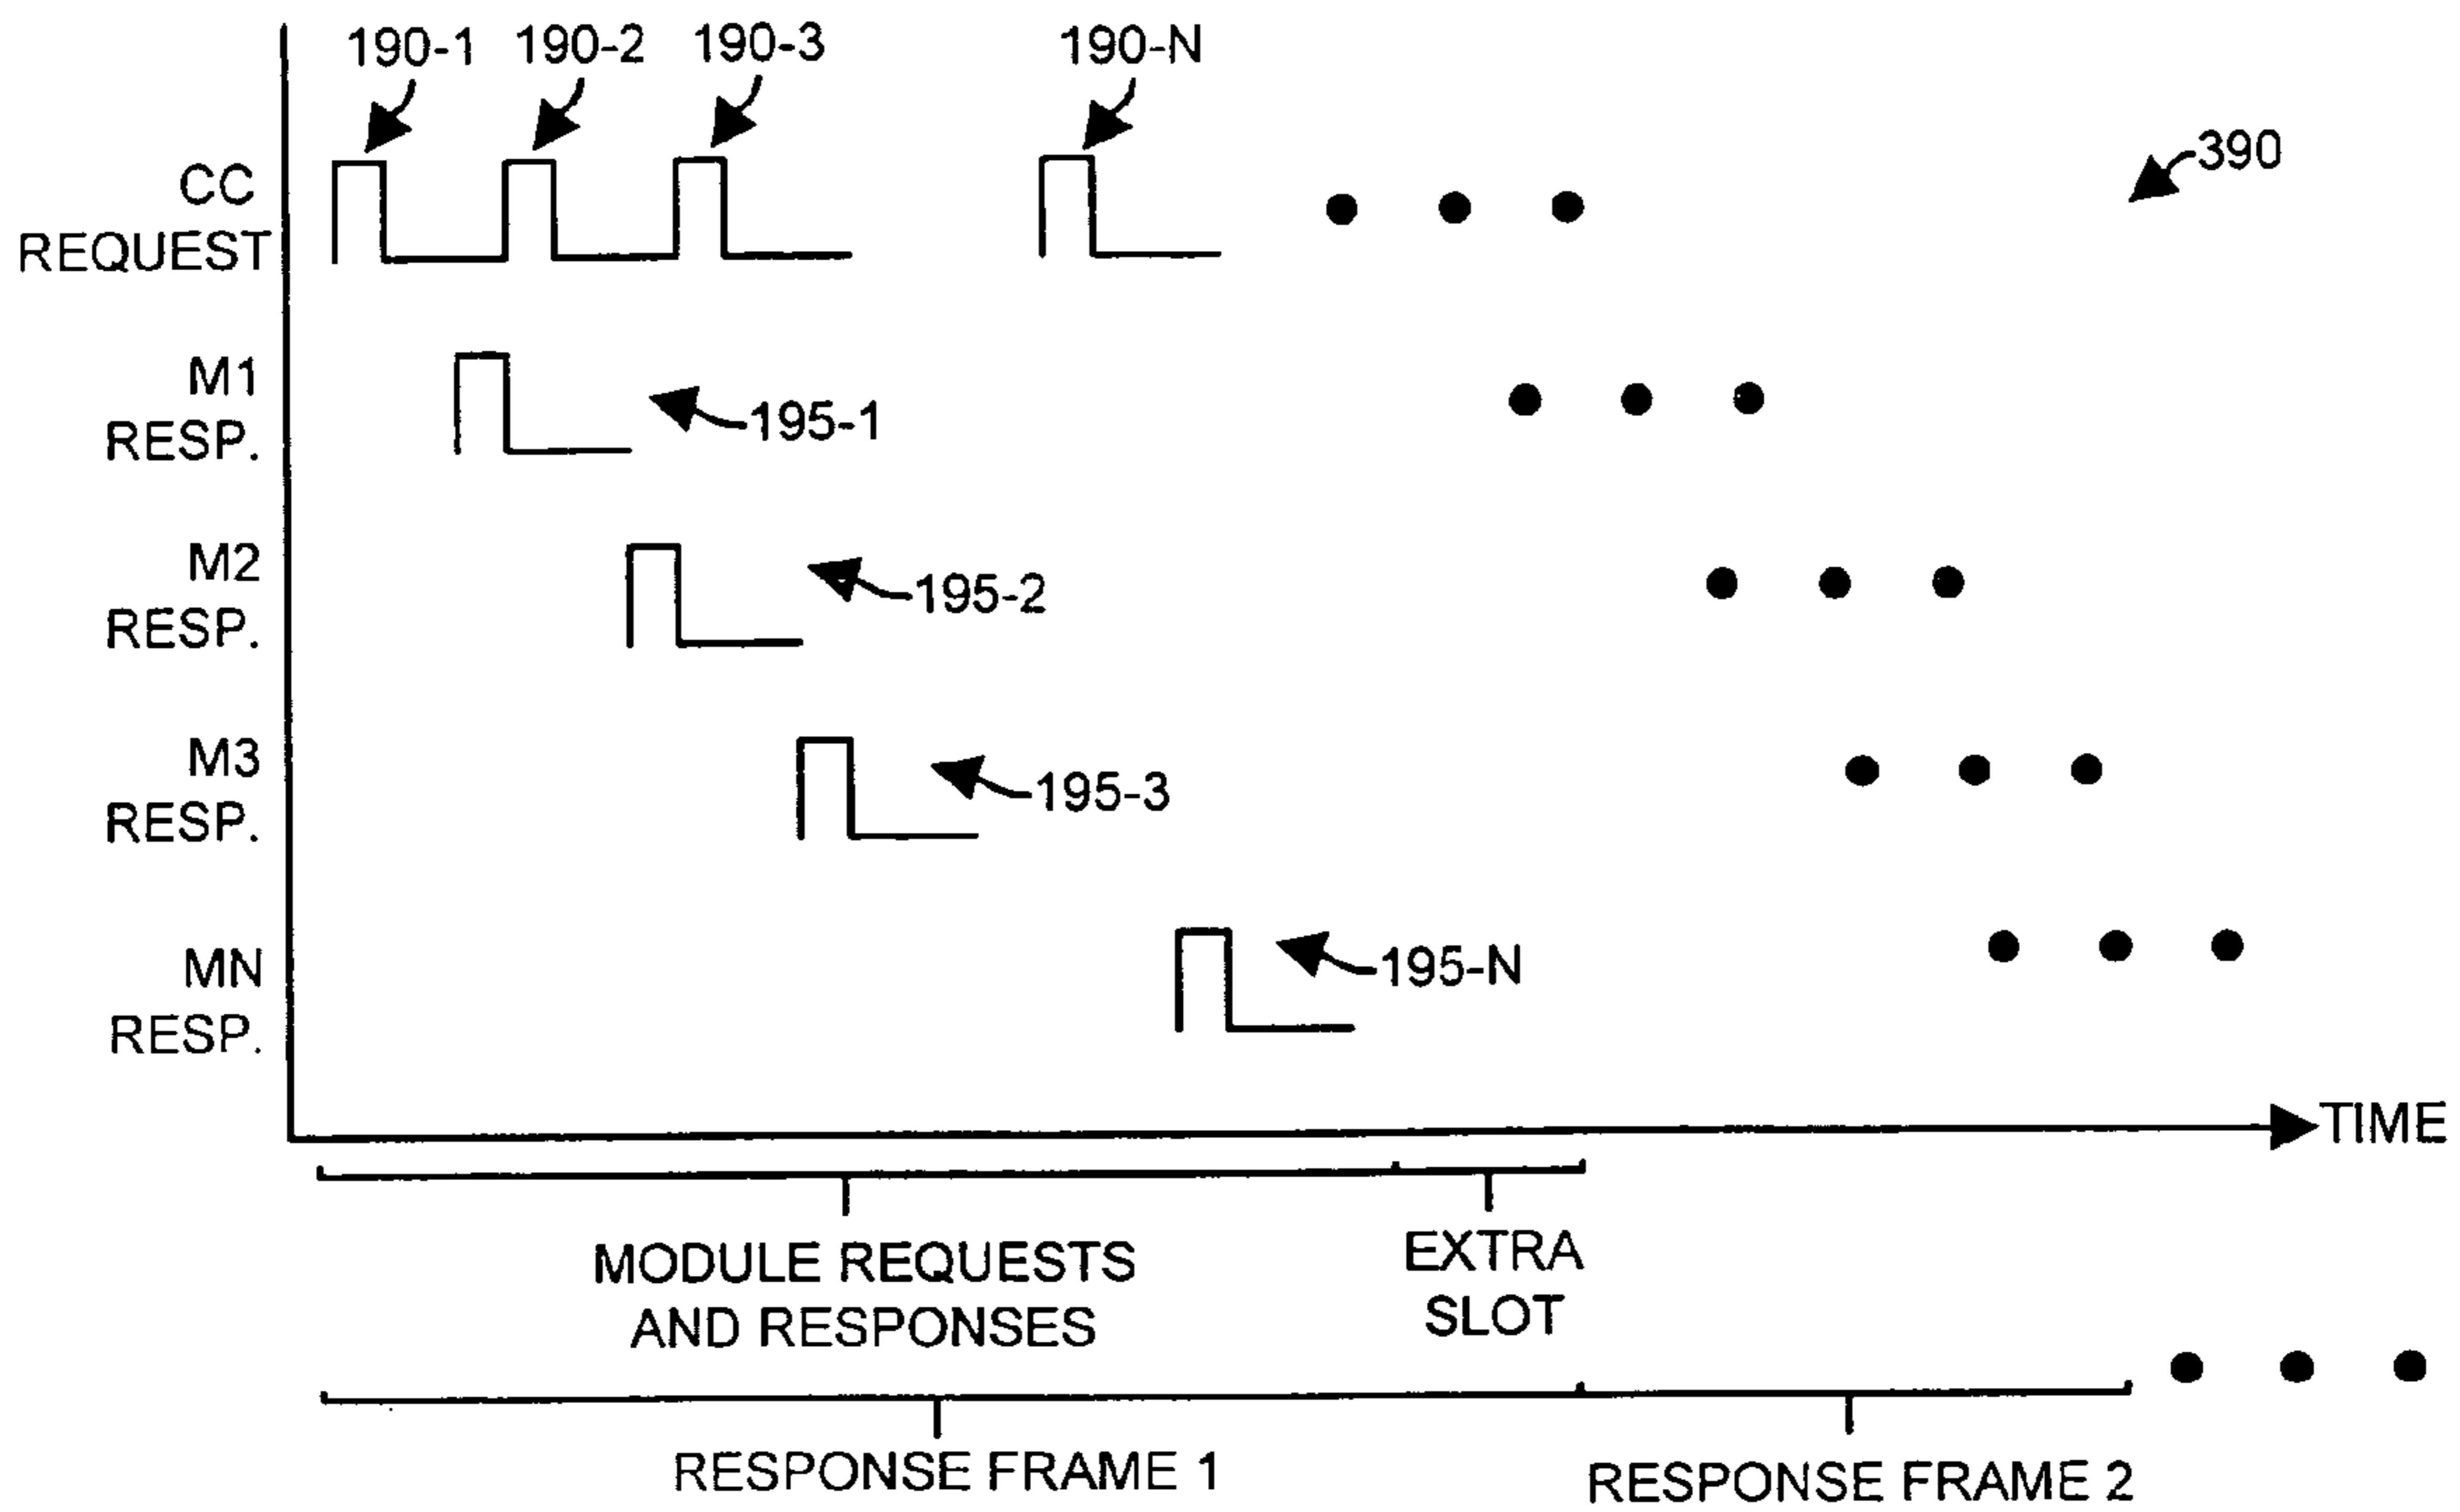 190-1 190-2 190-3 190-N
390
CC
REQUEST
M1
RESP.
195-1
M2
RESP.
195-2
M3
RESP.
195-3
MN
RESP.
195-N
TIME
MODULE REQUESTS
AND RESPONSES
EXTRA
SLOT
RESPONSE FRAME 1
RESPONSE FRAME 2